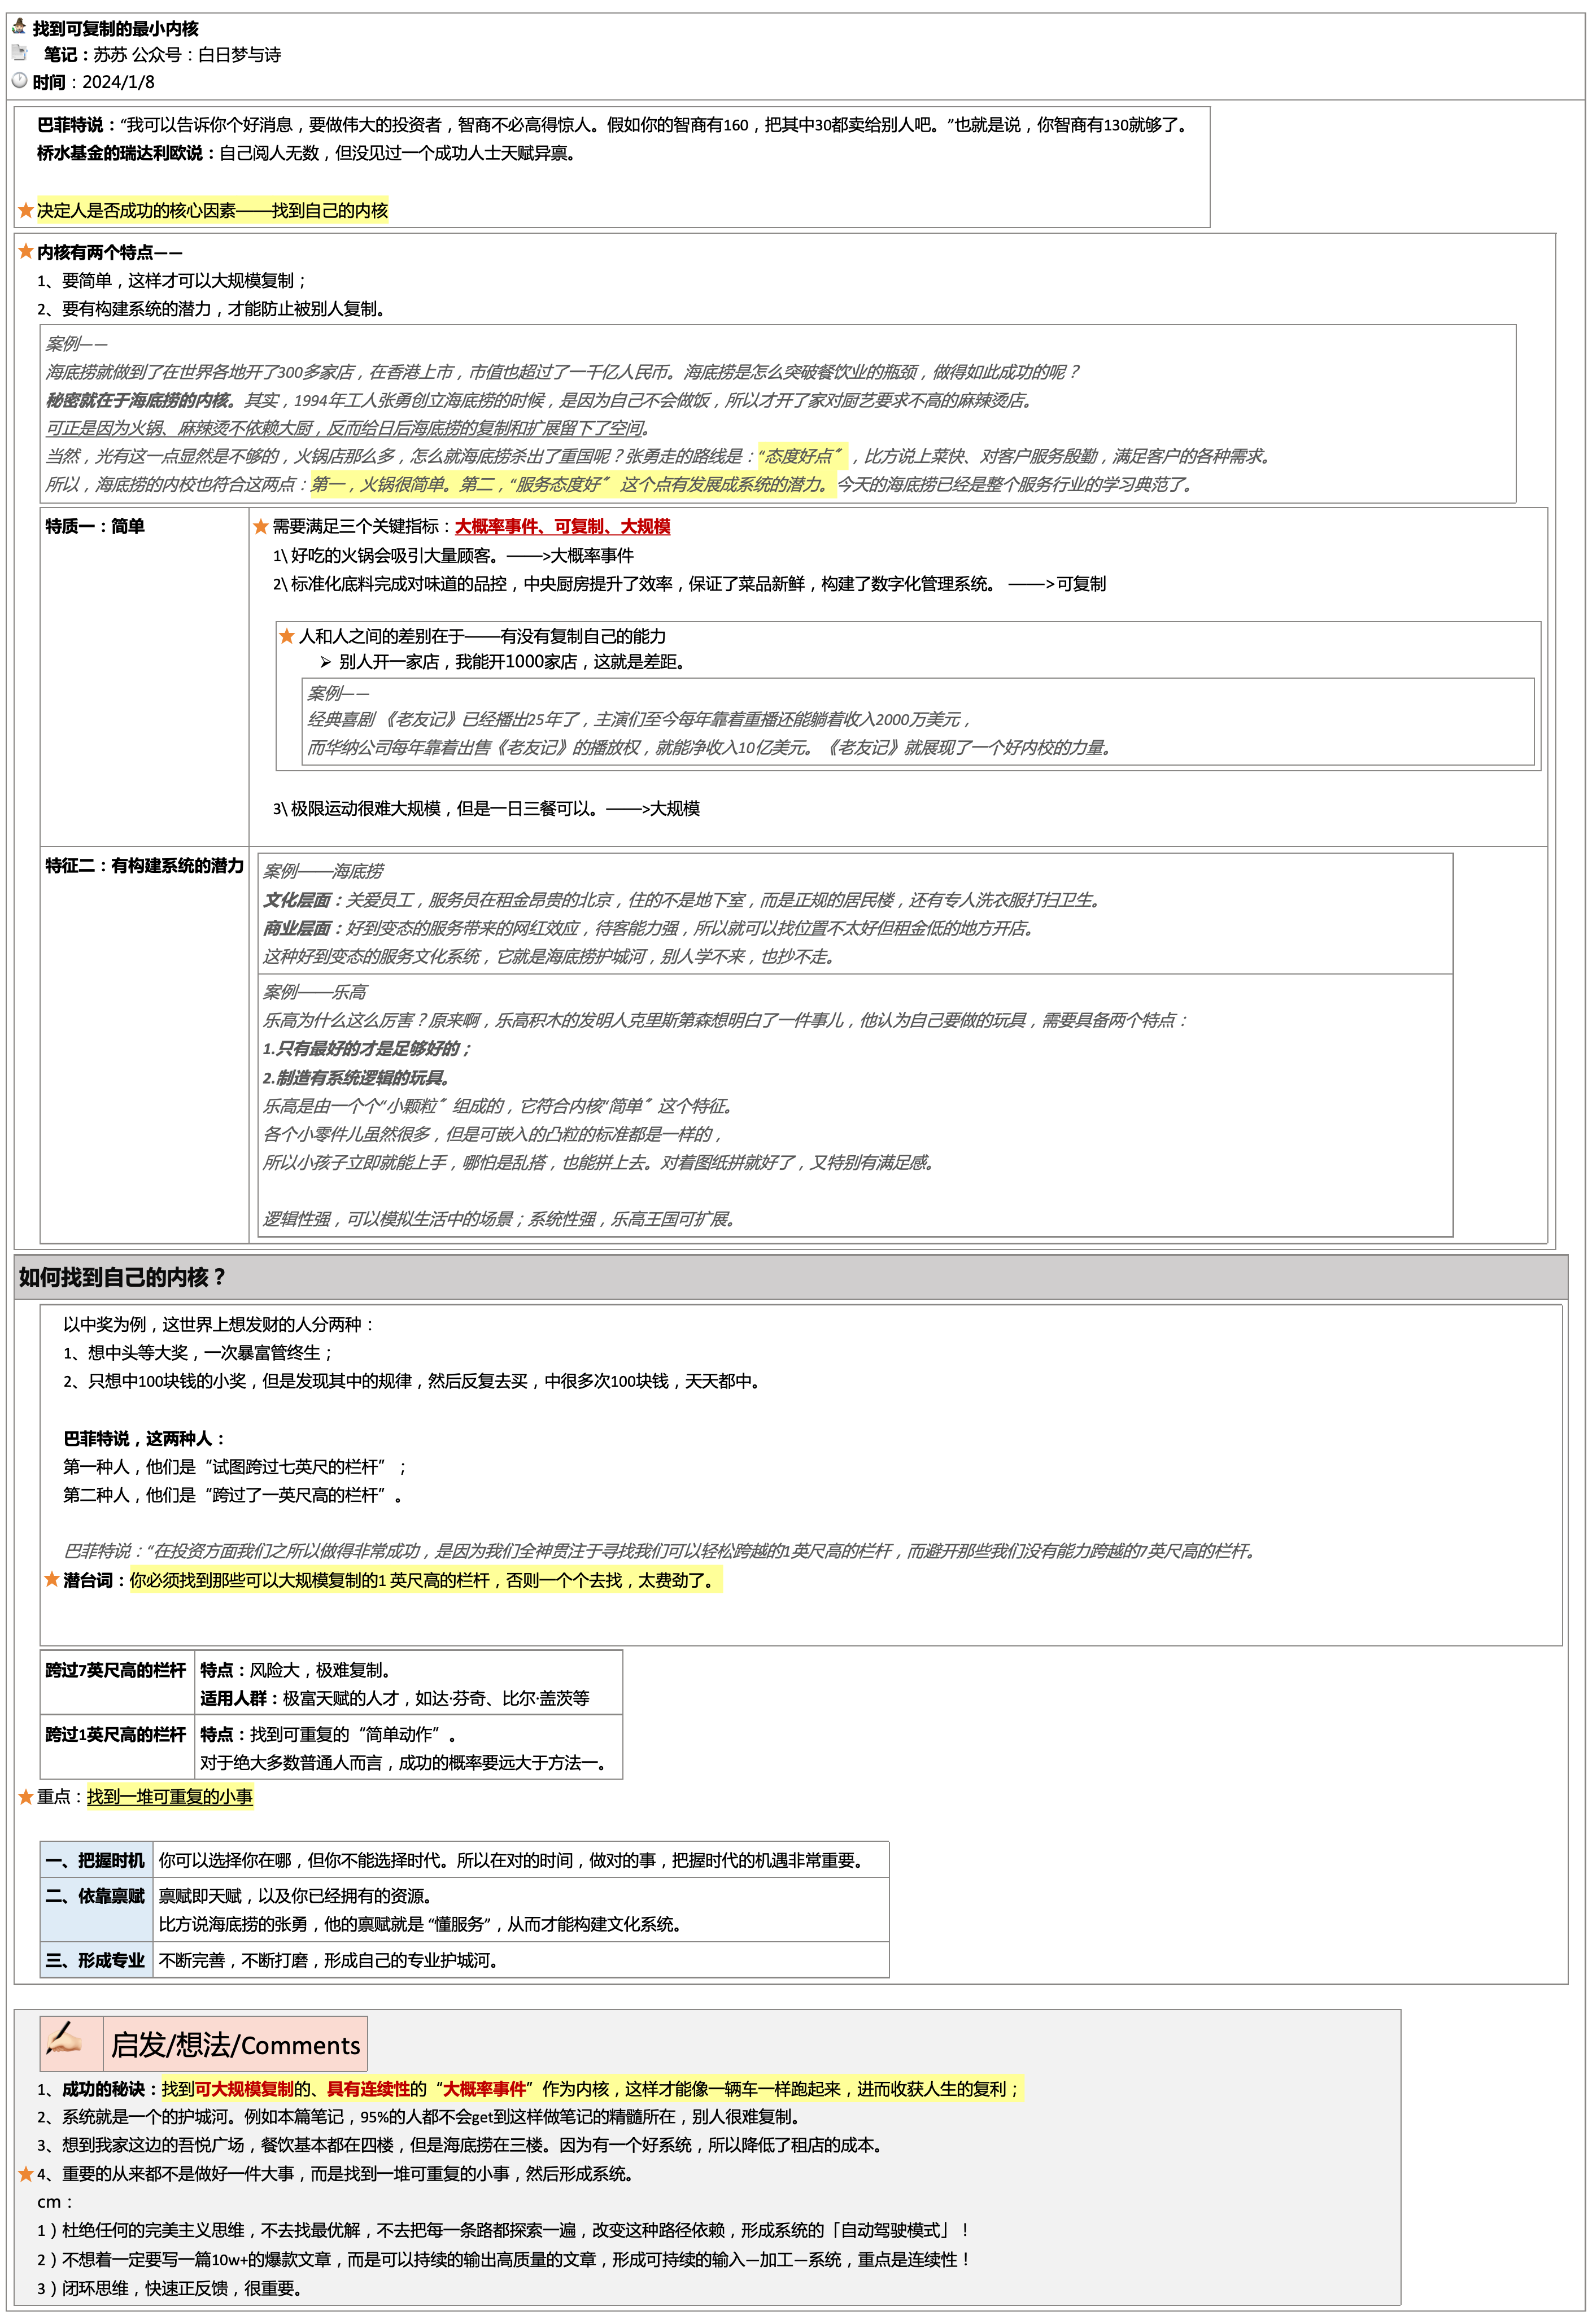 找到可复制的最小内核
笔记：苏苏 公众号：白日梦与诗
时间：2024/1/8
巴菲特说：“我可以告诉你个好消息，要做伟大的投资者，智商不必高得惊人。假如你的智商有160，把其中30都卖给别人吧。”也就是说，你智商有130就够了。
桥水基金的瑞达利欧说：自己阅人无数，但没见过一个成功人士天赋异禀。
决定人是否成功的核心因素——找到自己的内核
内核有两个特点——
1、要简单，这样才可以大规模复制；
2、要有构建系统的潜力，才能防止被别人复制。
案例——
海底捞就做到了在世界各地开了300多家店，在香港上市，市值也超过了一千亿人民币。海底捞是怎么突破餐饮业的瓶颈，做得如此成功的呢？
秘密就在于海底捞的内核。其实，1994年工人张勇创立海底捞的时候，是因为自己不会做饭，所以才开了家对厨艺要求不高的麻辣烫店。
可正是因为火锅、麻辣烫不依赖大厨，反而给日后海底捞的复制和扩展留下了空间。
当然，光有这一点显然是不够的，火锅店那么多，怎么就海底捞杀出了重国呢？张勇走的路线是：“态度好点〞，比方说上菜快、对客户服务殷勤，满足客户的各种需求。
所以，海底捞的内校也符合这两点：第一，火锅很简单。第二，“服务态度好〞这个点有发展成系统的潜力。今天的海底捞已经是整个服务行业的学习典范了。
特质一：简单
需要满足三个关键指标：大概率事件、可复制、大规模
1\ 好吃的火锅会吸引大量顾客。——>大概率事件
2\ 标准化底料完成对味道的品控，中央厨房提升了效率，保证了菜品新鲜，构建了数字化管理系统。 ——>可复制
人和人之间的差别在于——有没有复制自己的能力
➢ 别人开一家店，我能开1000家店，这就是差距。
案例——
经典喜剧 《老友记》已经播出25年了，主演们至今每年靠着重播还能躺着收入2000万美元，
而华纳公司每年靠着出售《老友记》的播放权，就能净收入10亿美元。《老友记》就展现了一个好内校的力量。
3\ 极限运动很难大规模，但是一日三餐可以。——>大规模
特征二：有构建系统的潜力
案例——海底捞
文化层面：关爱员工，服务员在租金昂贵的北京，住的不是地下室，而是正规的居民楼，还有专人洗衣服打扫卫生。
商业层面：好到变态的服务带来的网红效应，待客能力强，所以就可以找位置不太好但租金低的地方开店。
这种好到变态的服务文化系统，它就是海底捞护城河，别人学不来，也抄不走。
案例——乐高
乐高为什么这么厉害？原来啊，乐高积木的发明人克里斯第森想明白了一件事儿，他认为自己要做的玩具，需要具备两个特点：
1.只有最好的才是足够好的；
2.制造有系统逻辑的玩具。
乐高是由一个个“小颗粒〞组成的，它符合内核“简单〞这个特征。
各个小零件儿虽然很多，但是可嵌入的凸粒的标准都是一样的，
所以小孩子立即就能上手，哪怕是乱搭，也能拼上去。对着图纸拼就好了，又特别有满足感。
逻辑性强，可以模拟生活中的场景；系统性强，乐高王国可扩展。
如何找到自己的内核？
以中奖为例，这世界上想发财的人分两种：
1、想中头等大奖，一次暴富管终生；
2、只想中100块钱的小奖，但是发现其中的规律，然后反复去买，中很多次100块钱，天天都中。
巴菲特说，这两种人：
第一种人，他们是“试图跨过七英尺的栏杆”；
第二种人，他们是“跨过了一英尺高的栏杆”。
巴菲特说：“在投资方面我们之所以做得非常成功，是因为我们全神贯注于寻找我们可以轻松跨越的1英尺高的栏杆，而避开那些我们没有能力跨越的7英尺高的栏杆。
潜台词：你必须找到那些可以大规模复制的1 英尺高的栏杆，否则一个个去找，太费劲了。
跨过7英尺高的栏杆
特点：风险大，极难复制。
适用人群：极富天赋的人才，如达·芬奇、比尔·盖茨等
跨过1英尺高的栏杆
特点：找到可重复的“简单动作”。
对于绝大多数普通人而言，成功的概率要远大于方法一。
重点：找到一堆可重复的小事
一、把握时机
你可以选择你在哪，但你不能选择时代。所以在对的时间，做对的事，把握时代的机遇非常重要。
二、依靠禀赋
禀赋即天赋，以及你已经拥有的资源。
比方说海底捞的张勇，他的禀赋就是 “懂服务”，从而才能构建文化系统。
三、形成专业
不断完善，不断打磨，形成自己的专业护城河。
启发/想法/Comments
1、成功的秘诀：找到可大规模复制的、具有连续性的“大概率事件”作为内核，这样才能像一辆车一样跑起来，进而收获人生的复利；
2、系统就是一个的护城河。例如本篇笔记，95%的人都不会get到这样做笔记的精髓所在，别人很难复制。
3、想到我家这边的吾悦广场，餐饮基本都在四楼，但是海底捞在三楼。因为有一个好系统，所以降低了租店的成本。
4、重要的从来都不是做好一件大事，而是找到一堆可重复的小事，然后形成系统。
cm：
1）杜绝任何的完美主义思维，不去找最优解，不去把每一条路都探索一遍，改变这种路径依赖，形成系统的「自动驾驶模式」！
2）不想着一定要写一篇10w+的爆款文章，而是可以持续的输出高质量的文章，形成可持续的输入—加工—系统，重点是连续性！
3）闭环思维，快速正反馈，很重要。